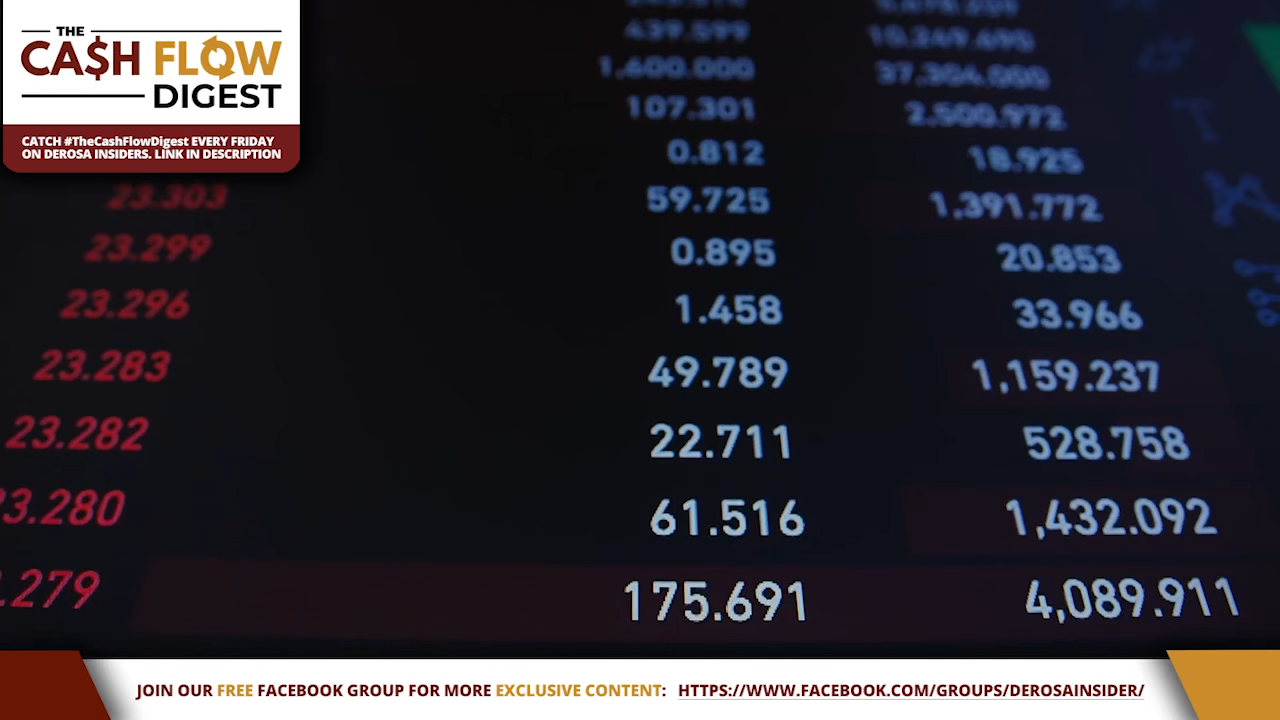 THE
CA$H FLOW
DIGEST
CATCH #TheCashFlowDigest EVERY FRIDAY
ON DEROSA INSIDERS. LINK IN DESCRIPTION
439.599 10,249.695
1,600.000 37,304.000
107.301 2,500.972
0.812 18.925
23.303 59.725 1,391.772
23.299 0.895 20.853
23.296 1.458 33.966
23.283 49.789 1,159.237
23.282 22.711 528.758
3.280 61.516 1,432.092
.279 175.691 4,089.911
JOIN OUR FREE FACEBOOK GROUP FOR MORE EXCLUSIVE CONTENT: HTTPS://WWW.FACEBOOK.COM/GROUPS/DEROSAINSIDER/